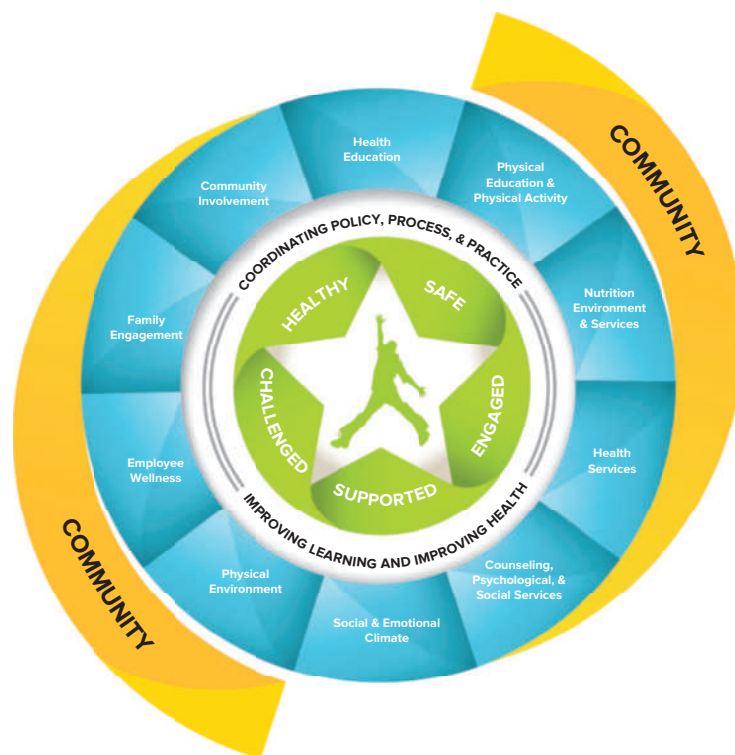 COMMUNITY
Health
Education
Physical
Education &
Physical Activity
Nutrition
Environment
& Services
Health
Services
Counseling,
Psychological, &
Social Services
Social & Emotional
Climate
Physical
Environment
Employee
Wellness
Family
Engagement
Community
Involvement
COORDINATING POLICY, PROCESS, & PRACTICE
IMPROVING LEARNING AND IMPROVING HEALTH
HEALTHY
SAFE
ENGAGED
SUPPORTED
CHALLENGED
COMMUNITY